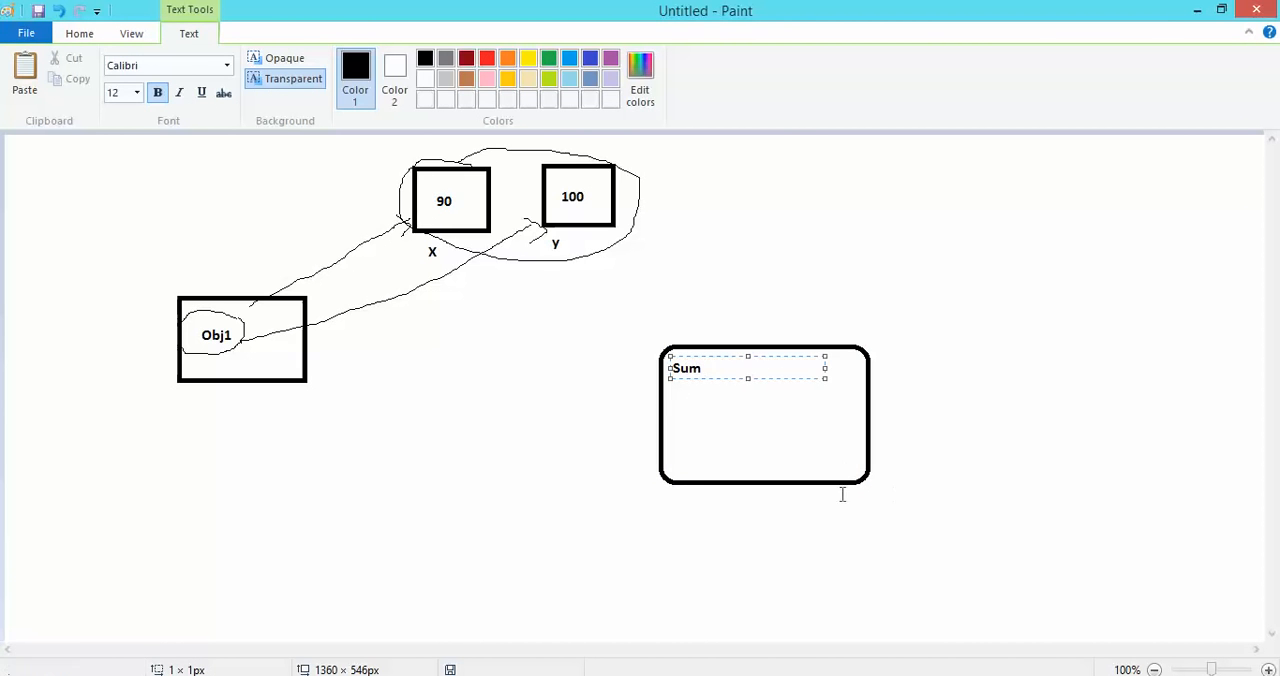 Text Tools
Untitled - Paint
File
Home
View
Text
Paste
Cut
Copy
Calibri
12
B
I
U
abc
A
Opaque
A
Transparent
Color
1
Color
2
Edit
colors
Clipboard
Font
Background
Colors
90
100
X
y
Obj1
Sum
1 × 1px
1360 × 546px
100%